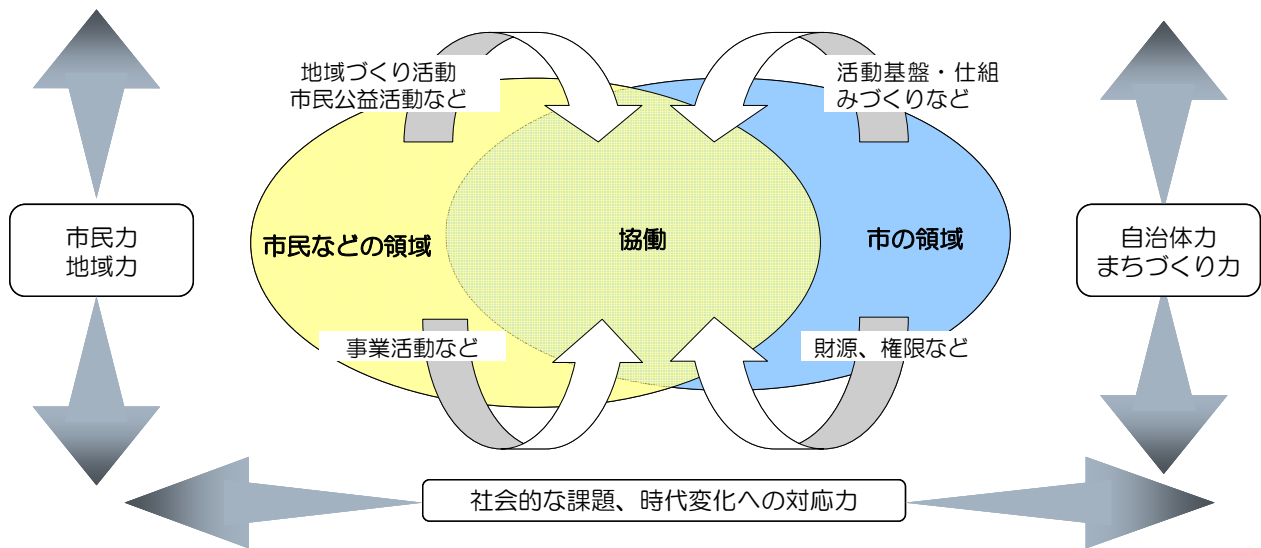 地域づくり活動
市民公益活動など
活動基盤・仕組
みづくりなど
市民力
地域力
市民などの領域
協働
市の領域
自治体力
まちづくり力
事業活動など
財源、権限など
社会的な課題、時代変化への対応力